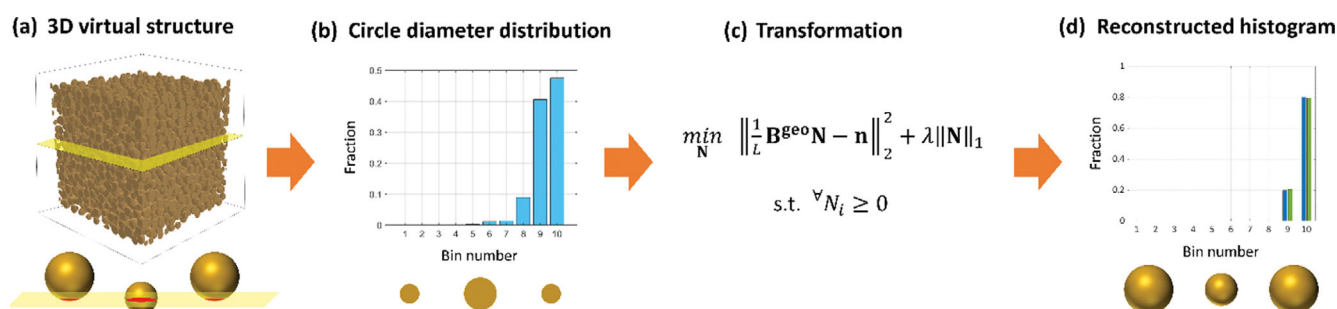 (a) 3D virtual structure
(b) Circle diameter distribution
0.5
0.4
0.3
0.2
0.1
0
Fraction
1 2 3 4 5 6 7 8 9 10
Bin number
(c) Transformation
min ‖1/L B^geo N − n‖₂² + λ‖N‖₁
N
s.t. ∀Nᵢ ≥ 0
(d) Reconstructed histogram
1
0.8
0.6
0.4
0.2
0
Fraction
1 2 3 4 5 6 7 8 9 10
Bin number